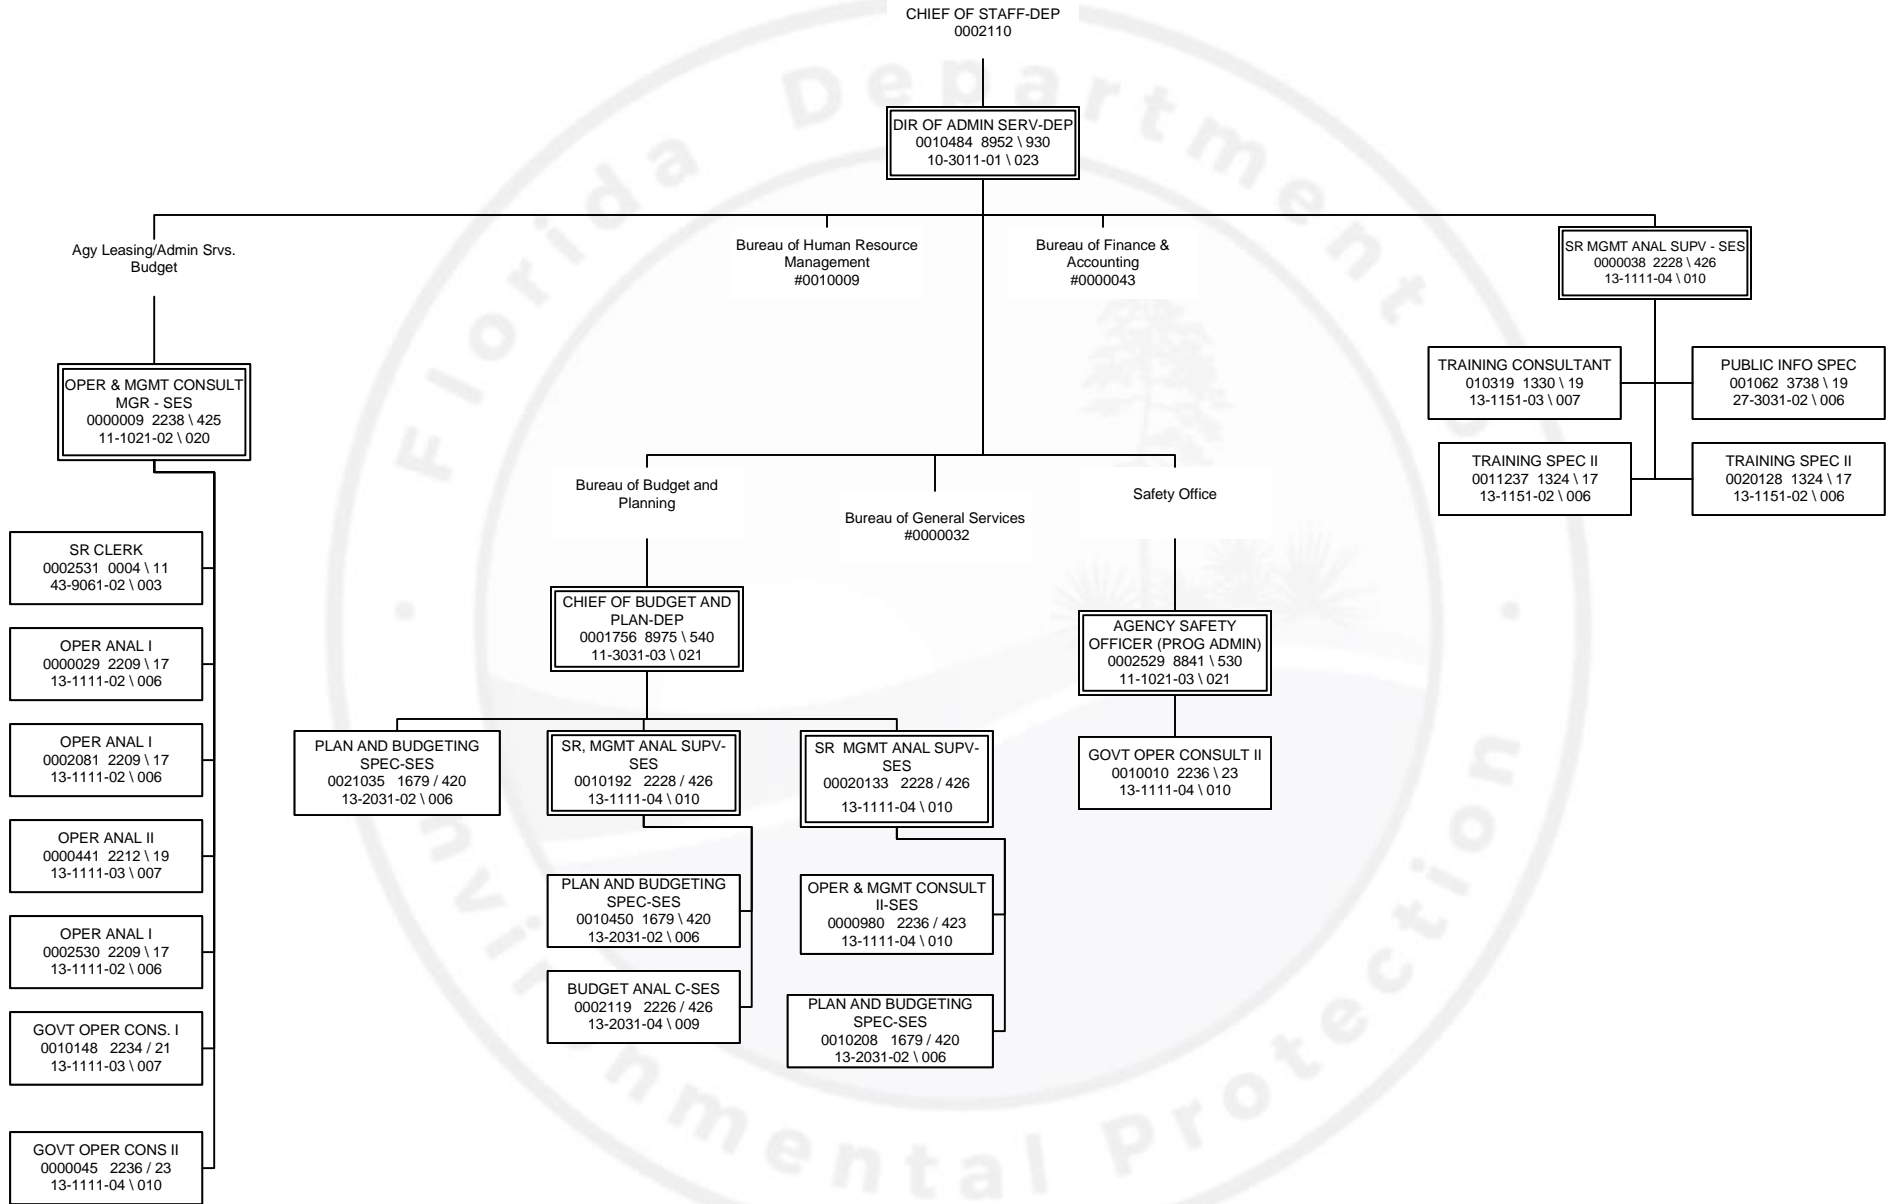 CHIEF OF STAFF-DEP
0002110
DIR OF ADMIN SERV-DEP
0010484 8952 \ 930
10-3011-01 \ 023
Agy Leasing/Admin Srvs.
Budget
Bureau of Human Resource
Management
#0010009
Bureau of Finance &
Accounting
#0000043
SR MGMT ANAL SUPV - SES
0000038 2228 \ 426
13-1111-04 \ 010
OPER & MGMT CONSULT
MGR - SES
0000009 2238 \ 425
11-1021-02 \ 020
TRAINING CONSULTANT
010319 1330 \ 19
13-1151-03 \ 007
PUBLIC INFO SPEC
001062 3738 \ 19
27-3031-02 \ 006
TRAINING SPEC II
0011237 1324 \ 17
13-1151-02 \ 006
TRAINING SPEC II
0020128 1324 \ 17
13-1151-02 \ 006
Bureau of Budget and
Planning
Bureau of General Services
#0000032
Safety Office
SR CLERK
0002531 0004 \ 11
43-9061-02 \ 003
OPER ANAL I
0000029 2209 \ 17
13-1111-02 \ 006
OPER ANAL I
0002081 2209 \ 17
13-1111-02 \ 006
OPER ANAL II
0000441 2212 \ 19
13-1111-03 \ 007
OPER ANAL I
0002530 2209 \ 17
13-1111-02 \ 006
GOVT OPER CONS. I
0010148 2234 / 21
13-1111-03 \ 007
GOVT OPER CONS II
0000045 2236 / 23
13-1111-04 \ 010
CHIEF OF BUDGET AND
PLAN-DEP
0001756 8975 \ 540
11-3031-03 \ 021
AGENCY SAFETY
OFFICER (PROG ADMIN)
0002529 8841 \ 530
11-1021-03 \ 021
PLAN AND BUDGETING
SPEC-SES
0021035 1679 / 420
13-2031-02 \ 006
SR, MGMT ANAL SUPV-
SES
0010192 2228 / 426
13-1111-04 \ 010
SR MGMT ANAL SUPV-
SES
00020133 2228 / 426
13-1111-04 \ 010
GOVT OPER CONSULT II
0010010 2236 \ 23
13-1111-04 \ 010
PLAN AND BUDGETING
SPEC-SES
0010450 1679 \ 420
13-2031-02 \ 006
BUDGET ANAL C-SES
0002119 2226 / 426
13-2031-04 \ 009
OPER & MGMT CONSULT
II-SES
0000980 2236 / 423
13-1111-04 \ 010
PLAN AND BUDGETING
SPEC-SES
0010208 1679 / 420
13-2031-02 \ 006
Florida Department of
Environmental Protection